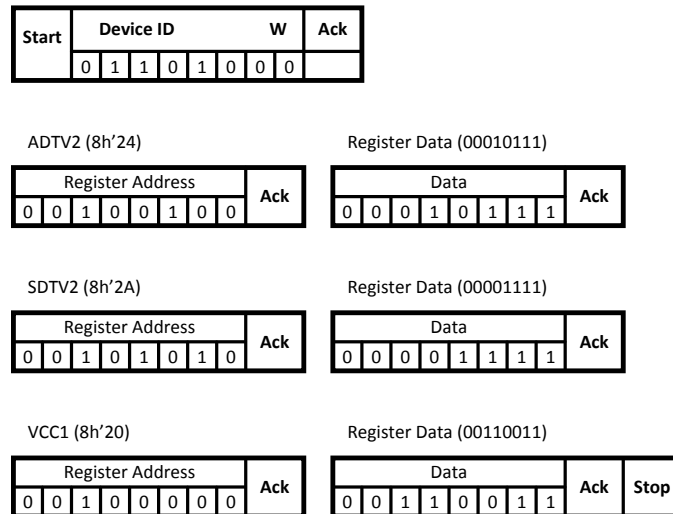 Start Device ID W Ack
0 1 1 0 1 0 0 0
ADTV2 (8h’24) Register Data (00010111)
Register Address Ack Data Ack
0 0 1 0 0 1 0 0 0 0 0 1 0 1 1 1
SDTV2 (8h’2A) Register Data (00001111)
Register Address Ack Data Ack
0 0 1 0 1 0 1 0 0 0 0 0 1 1 1 1
VCC1 (8h’20) Register Data (00110011)
Register Address Ack Data Ack Stop
0 0 1 0 0 0 0 0 0 0 1 1 0 0 1 1